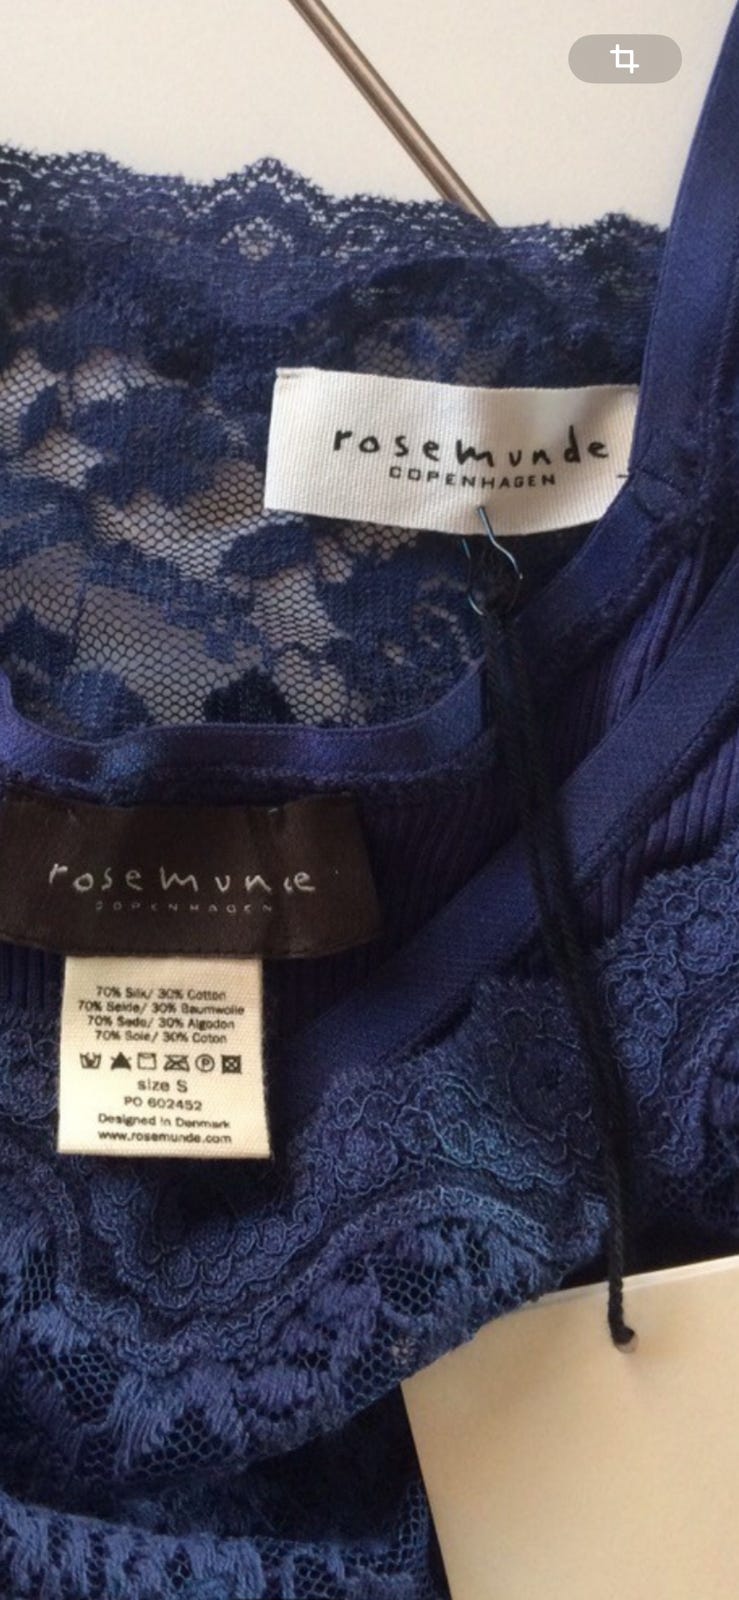 rosemunde
COPENHAGEN
rosemunde
COPENHAGEN
70% Silk/ 30% Cotton
70% Seide/ 30% Baumwolle
70% Seda/ 30% Algodon
70% Soie/ 30% Coton
P
size S
PO 602452
Designed in Denmark
www.rosemunde.com